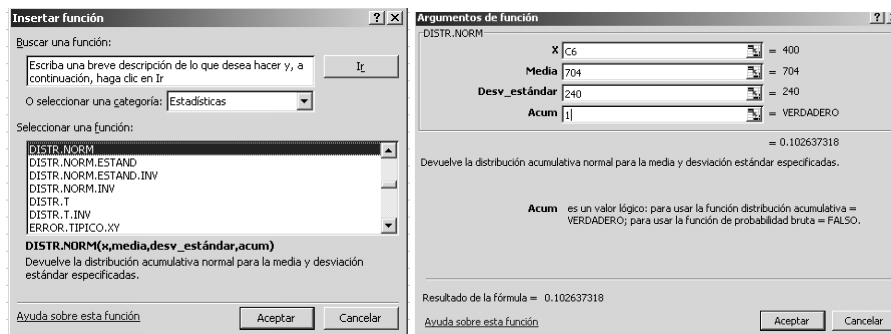 Insertar función
Buscar una función:
Escriba una breve descripción de lo que desea hacer y, a
continuación, haga clic en Ir
Ir
O seleccionar una categoría: Estadísticas
Seleccionar una función:
DISTR.NORM
DISTR.NORM.ESTAND
DISTR.NORM.ESTAND.INV
DISTR.NORM.INV
DISTR.T
DISTR.T.INV
ERROR.TIPICO.XY
DISTR.NORM(x,media,desv_estándar,acum)
Devuelve la distribución acumulativa normal para la media y desviación
estándar especificadas.
Ayuda sobre esta función
Aceptar
Cancelar
Argumentos de función
DISTR.NORM
X C6 = 400
Media 704 = 704
Desv_estándar 240 = 240
Acum 1 = VERDADERO
= 0.102637318
Devuelve la distribución acumulativa normal para la media y desviación estándar especificadas.
Acum es un valor lógico: para usar la función distribución acumulativa =
VERDADERO; para usar la función de probabilidad bruta = FALSO.
Resultado de la fórmula = 0.102637318
Ayuda sobre esta función
Aceptar
Cancelar